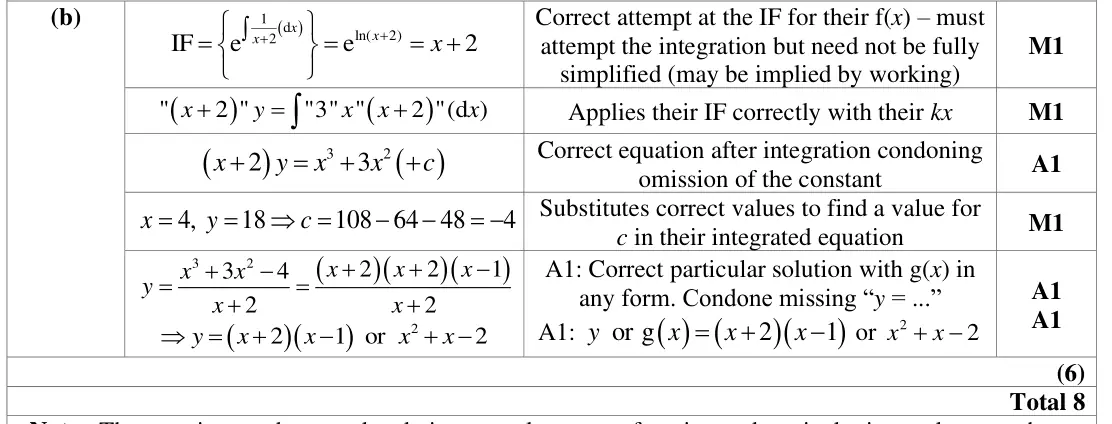 (b)
IF = { e^{∫ 1/(x+2) (dx)} } = e^{ln(x+2)} = x + 2
Correct attempt at the IF for their f(x) – must
attempt the integration but need not be fully
simplified (may be implied by working)
M1
"(x + 2)" y = ∫ "3" x "(x + 2)" (dx)
Applies their IF correctly with their kx
M1
(x + 2) y = x³ + 3x² (+c)
Correct equation after integration condoning
omission of the constant
A1
x = 4, y = 18 ⇒ c = 108 − 64 − 48 = −4
Substitutes correct values to find a value for
c in their integrated equation
M1
y = (x³ + 3x² − 4)/(x + 2) = (x + 2)(x + 2)(x − 1)/(x + 2)
⇒ y = (x + 2)(x − 1) or x² + x − 2
A1: Correct particular solution with g(x) in
any form. Condone missing “y = ...”
A1: y or g(x) = (x + 2)(x − 1) or x² + x − 2
A1
A1
(6)
Total 8